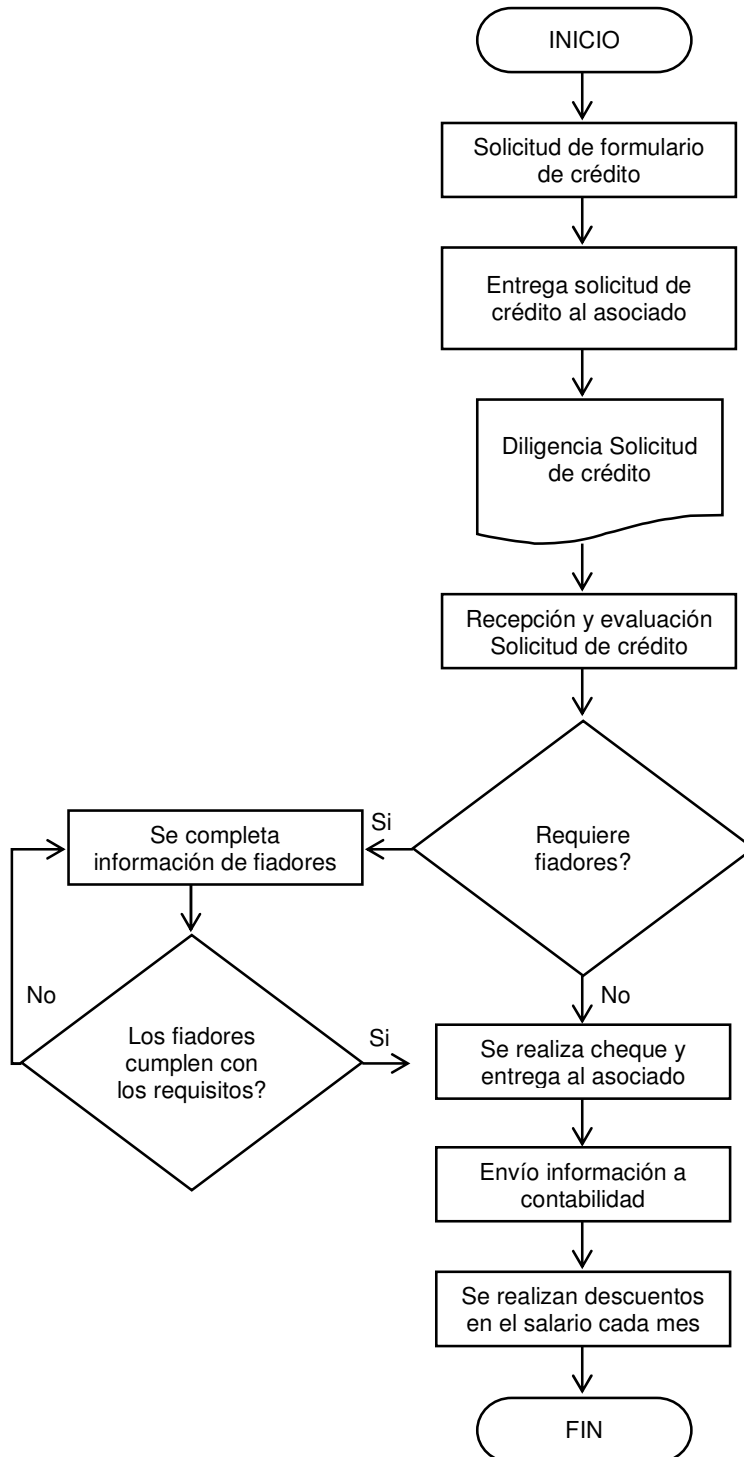 INICIO
Solicitud de formulario
de crédito
Entrega solicitud de
crédito al asociado
Diligencia Solicitud
de crédito
Recepción y evaluación
Solicitud de crédito
Requiere
fiadores?
Si
Se completa
información de fiadores
No
Los fiadores
cumplen con
los requisitos?
Si
No
Se realiza cheque y
entrega al asociado
Envío información a
contabilidad
Se realizan descuentos
en el salario cada mes
FIN